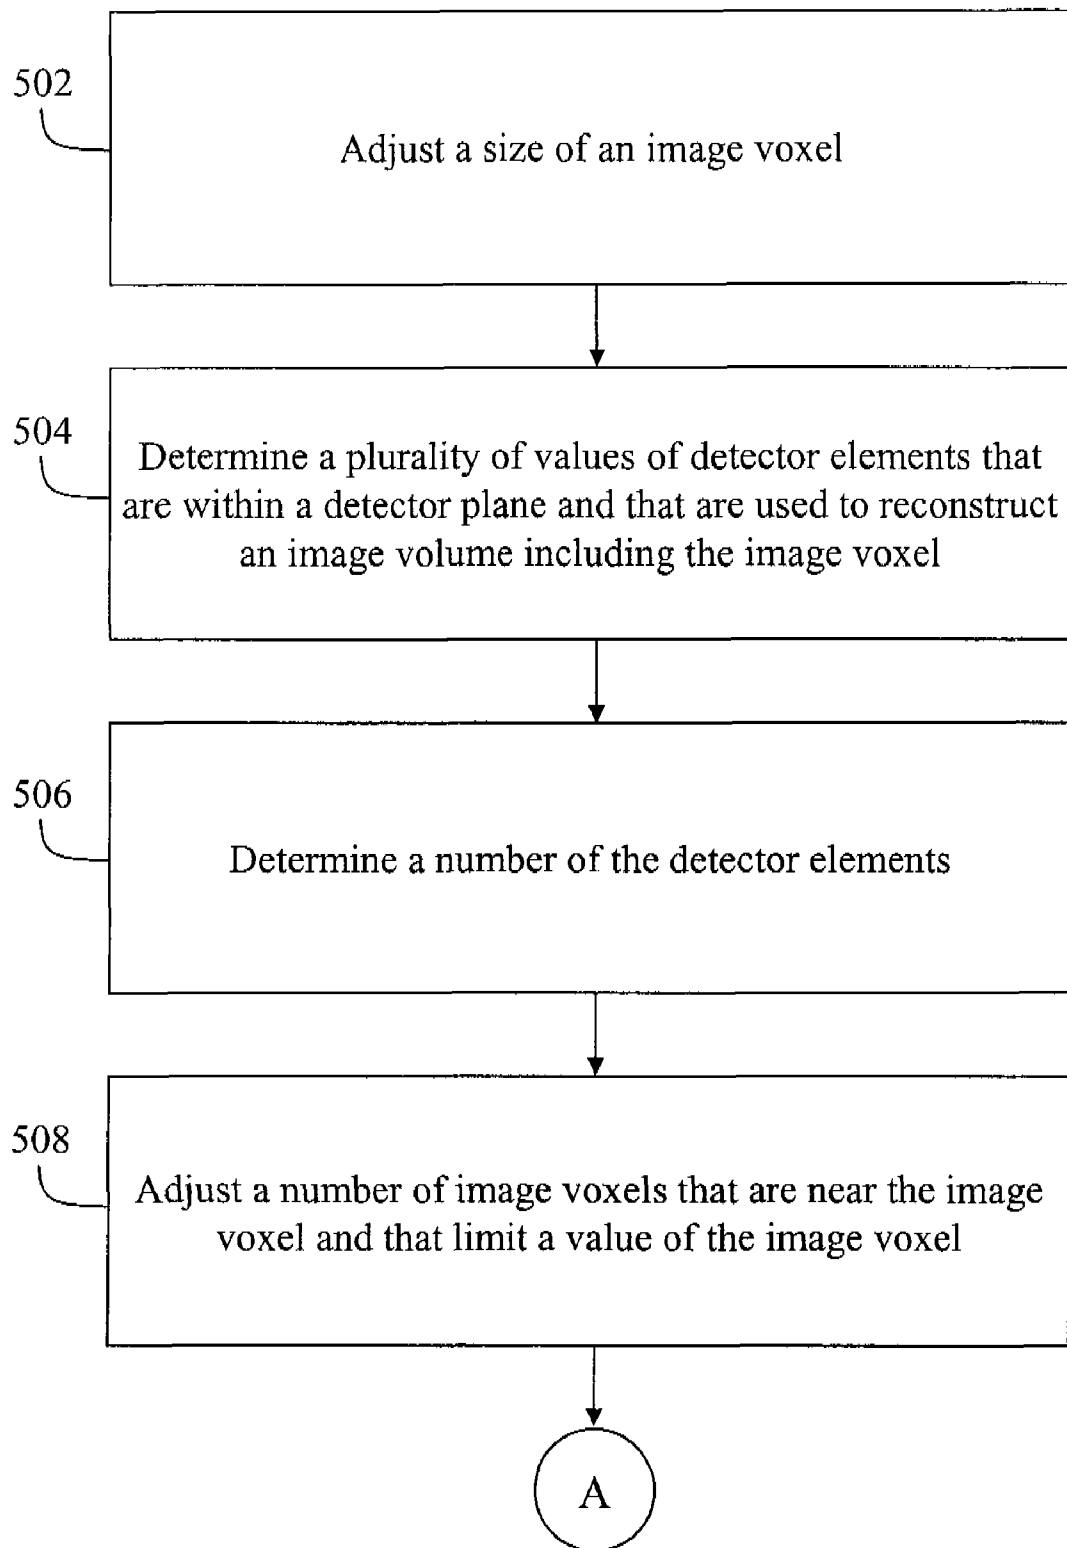 502
Adjust a size of an image voxel
504
Determine a plurality of values of detector elements that
are within a detector plane and that are used to reconstruct
an image volume including the image voxel
506
Determine a number of the detector elements
508
Adjust a number of image voxels that are near the image
voxel and that limit a value of the image voxel
A